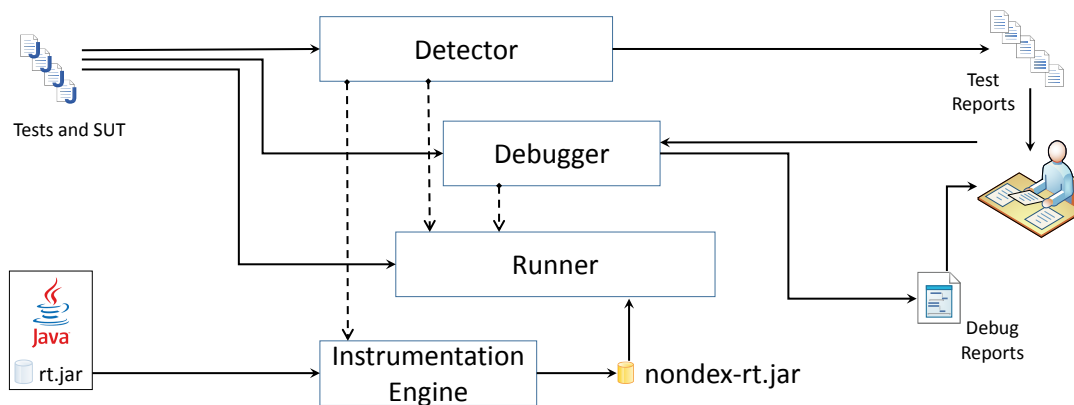 Detector
J
J
J
J
Tests and SUT
Test
Reports
Debugger
Runner
Java
rt.jar
Instrumentation
Engine
nondex-rt.jar
Debug
Reports